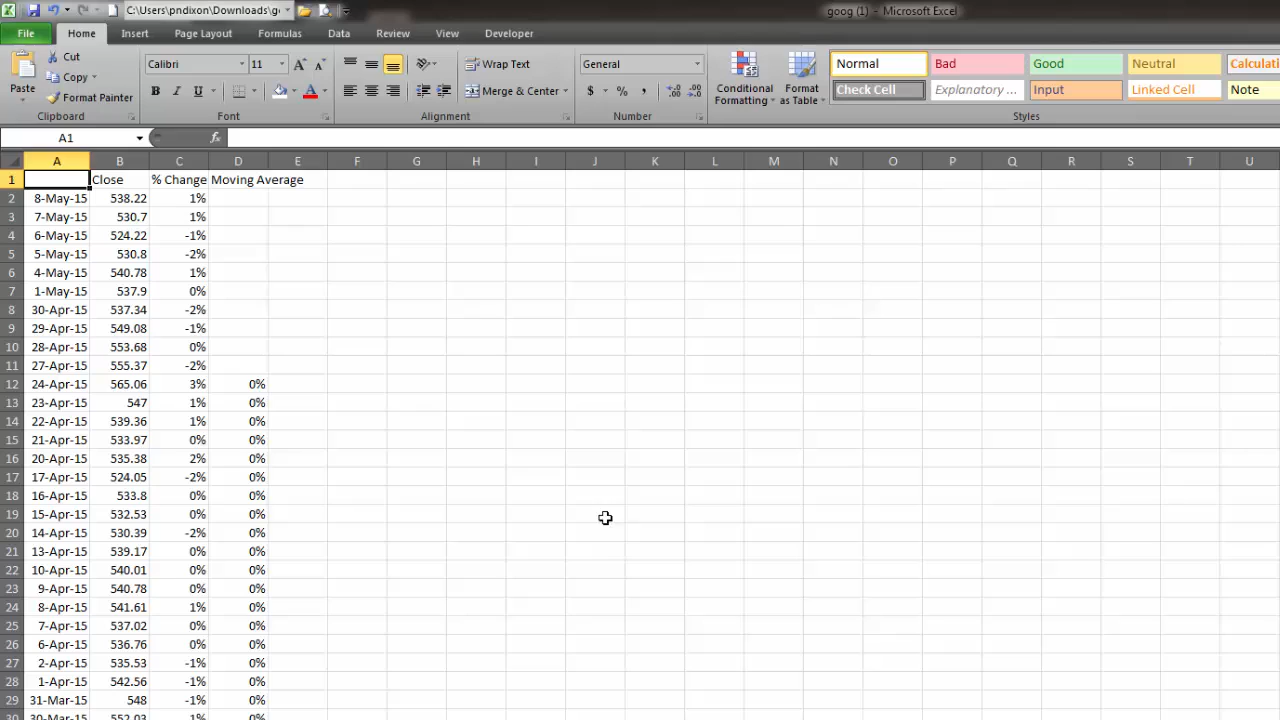 C:\Users\pndixon\Downloads\g
goog (1) – Microsoft Excel
File Home Insert Page Layout Formulas Data Review View Developer
Paste
Cut
Copy
Format Painter
Clipboard
Calibri 11
B I U
Font
Wrap Text
Merge & Center
Alignment
General
$ % ,
Number
Conditional Formatting
Format as Table
Normal Bad Good Neutral Calculati
Check Cell Explanatory ... Input Linked Cell Note
Styles
A1 fx
A B C D E F G H I J K L M N O P Q R S T U
1 Close % Change Moving Average
2 8-May-15 538.22 1%
3 7-May-15 530.7 1%
4 6-May-15 524.22 -1%
5 5-May-15 530.8 -2%
6 4-May-15 540.78 1%
7 1-May-15 537.9 0%
8 30-Apr-15 537.34 -2%
9 29-Apr-15 549.08 -1%
10 28-Apr-15 553.68 0%
11 27-Apr-15 555.37 -2%
12 24-Apr-15 565.06 3% 0%
13 23-Apr-15 547 1% 0%
14 22-Apr-15 539.36 1% 0%
15 21-Apr-15 533.97 0% 0%
16 20-Apr-15 535.38 2% 0%
17 17-Apr-15 524.05 -2% 0%
18 16-Apr-15 533.8 0% 0%
19 15-Apr-15 532.53 0% 0%
20 14-Apr-15 530.39 -2% 0%
21 13-Apr-15 539.17 0% 0%
22 10-Apr-15 540.01 0% 0%
23 9-Apr-15 540.78 0% 0%
24 8-Apr-15 541.61 1% 0%
25 7-Apr-15 537.02 0% 0%
26 6-Apr-15 536.76 0% 0%
27 2-Apr-15 535.53 -1% 0%
28 1-Apr-15 542.56 -1% 0%
29 31-Mar-15 548 -1% 0%
30 30-Mar-15 552.03 1% 0%